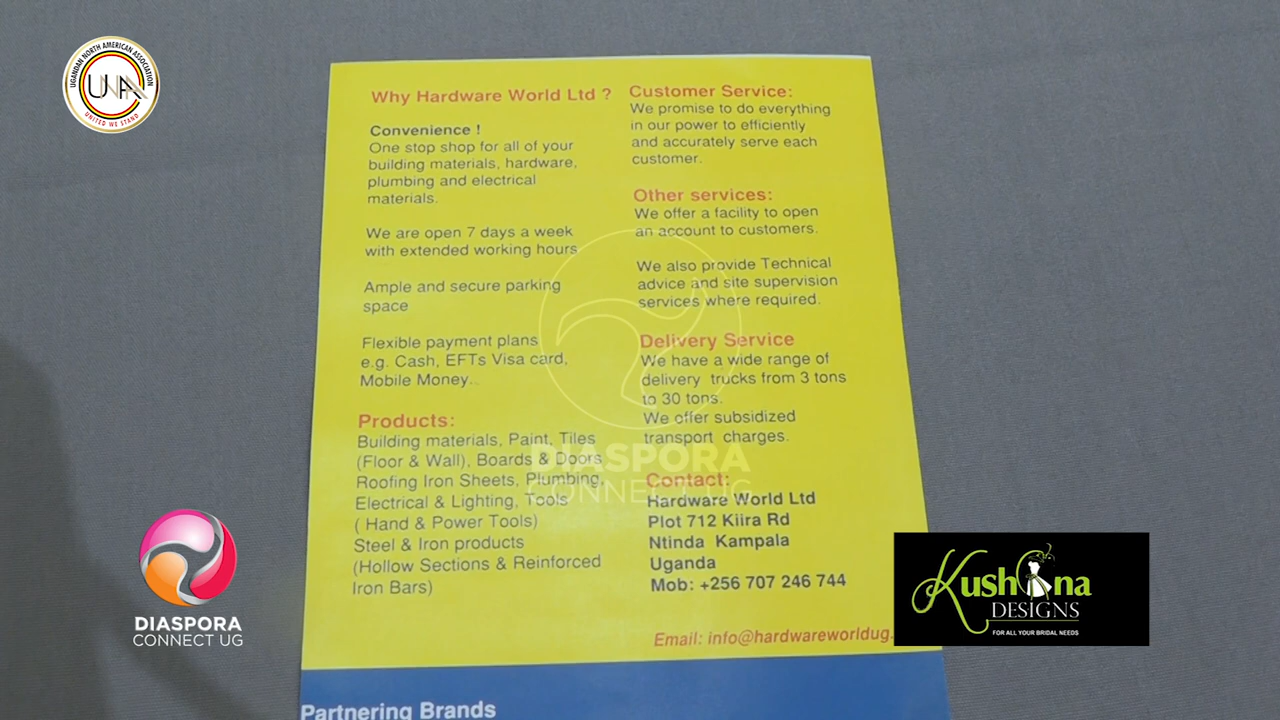 UGANDAN NORTH AMERICAN ASSOCIATION
UNAA
UNITED WE STAND
Why Hardware World Ltd ?
Convenience !
One stop shop for all of your
building materials, hardware,
plumbing and electrical
materials.
We are open 7 days a week
with extended working hours
Ample and secure parking
space
Flexible payment plans
e.g. Cash, EFTs Visa card,
Mobile Money.
Products:
Building materials, Paint, Tiles
(Floor & Wall), Boards & Doors
Roofing Iron Sheets, Plumbing,
Electrical & Lighting, Tools
( Hand & Power Tools)
Steel & Iron products
(Hollow Sections & Reinforced
Iron Bars)
Customer Service:
We promise to do everything
in our power to efficiently
and accurately serve each
customer.
Other services:
We offer a facility to open
an account to customers.
We also provide Technical
advice and site supervision
services where required.
Delivery Service
We have a wide range of
delivery trucks from 3 tons
to 30 tons.
We offer subsidized
transport charges.
Contact:
Hardware World Ltd
Plot 712 Kiira Rd
Ntinda Kampala
Uganda
Mob: +256 707 246 744
Email: info@hardwareworldug.
Partnering Brands
DIASPORA
CONNECT UG
DIASPORA
CONNECT UG
Kushona
DESIGNS
FOR ALL YOUR BRIDAL NEEDS